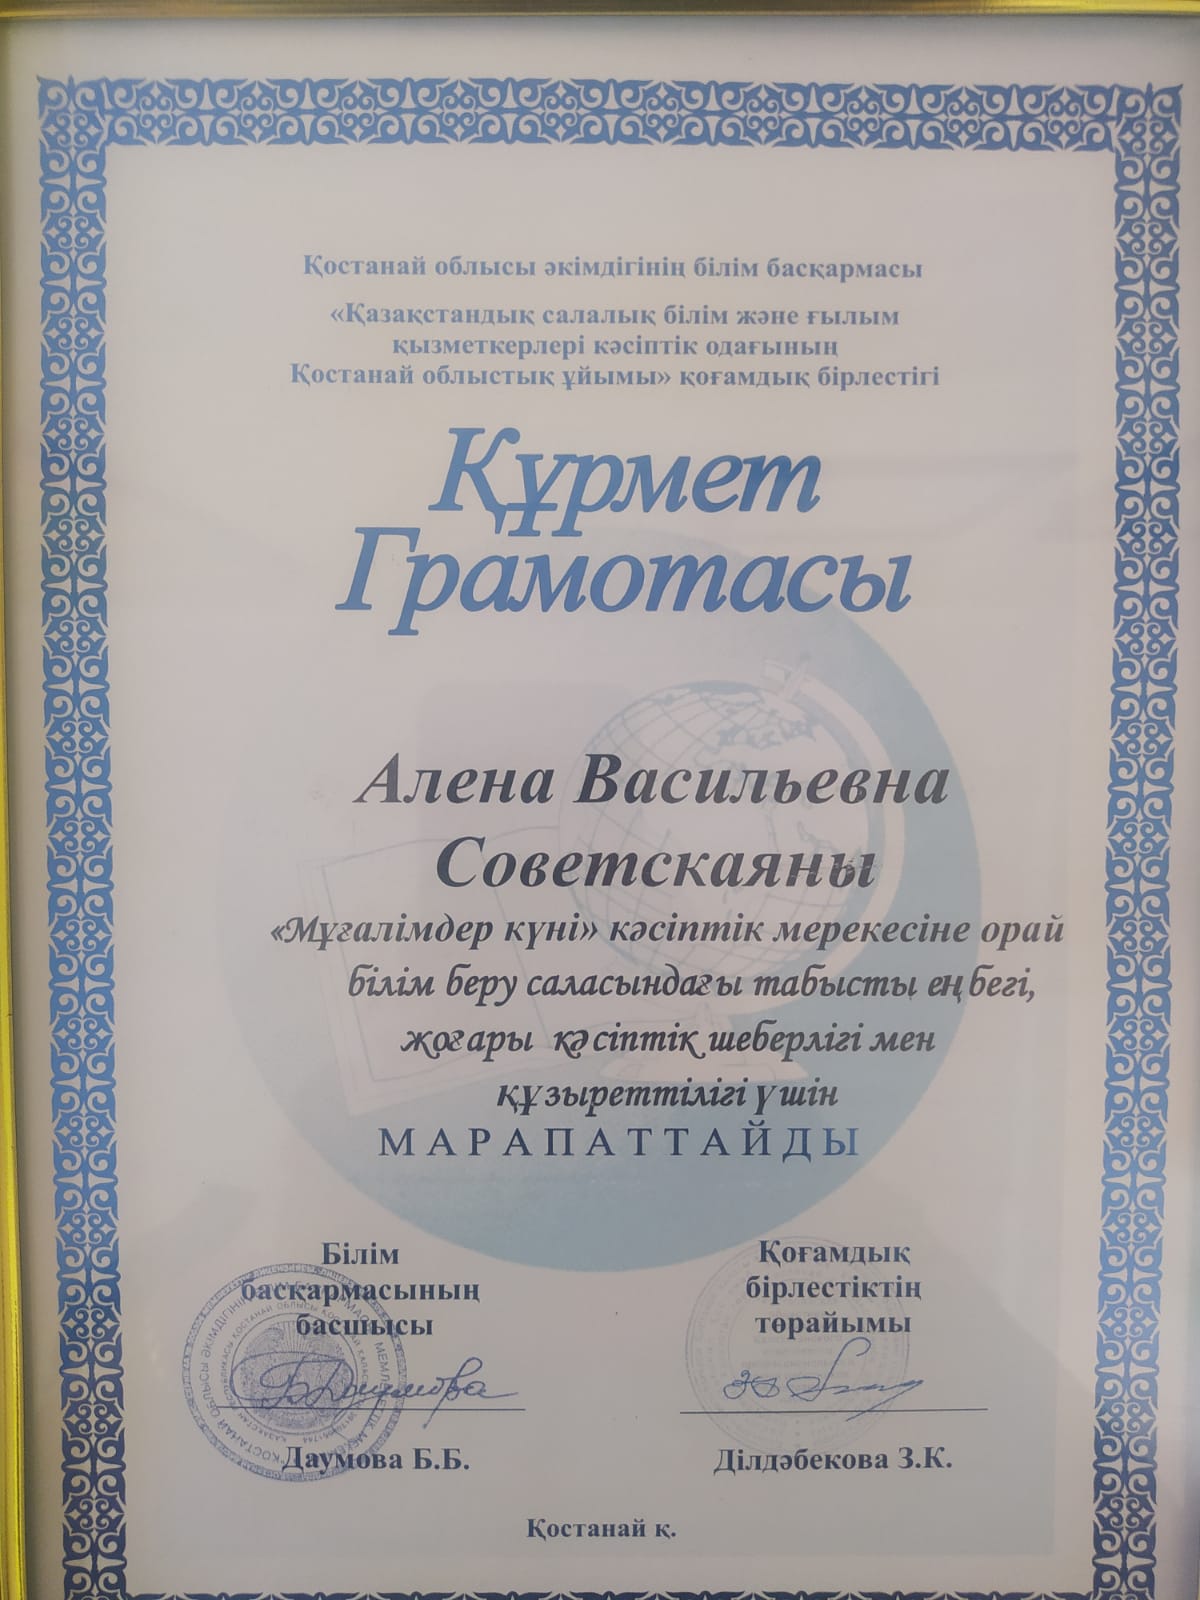 Қостанай облысы әкімдігінің білім басқармасы
«Қазақстандық салалық білім және ғылым
қызметкерлері кәсіптік одағының
Қостанай облыстық ұйымы» қоғамдық бірлестігі
Құрмет
Грамотасы
Алена Васильевна
Советскаяны
«Мұғалімдер күні» кәсіптік мерекесіне орай
білім беру саласындағы табысты еңбегі,
жоғары кәсіптік шеберлігі мен
құзыреттілігі үшін
МАРАПАТТАЙДЫ
Білім
басқармасының
басшысы
Даумова Б.Б.
Қоғамдық
бірлестіктің
төрайымы
Ділдәбекова З.К.
Қостанай қ.